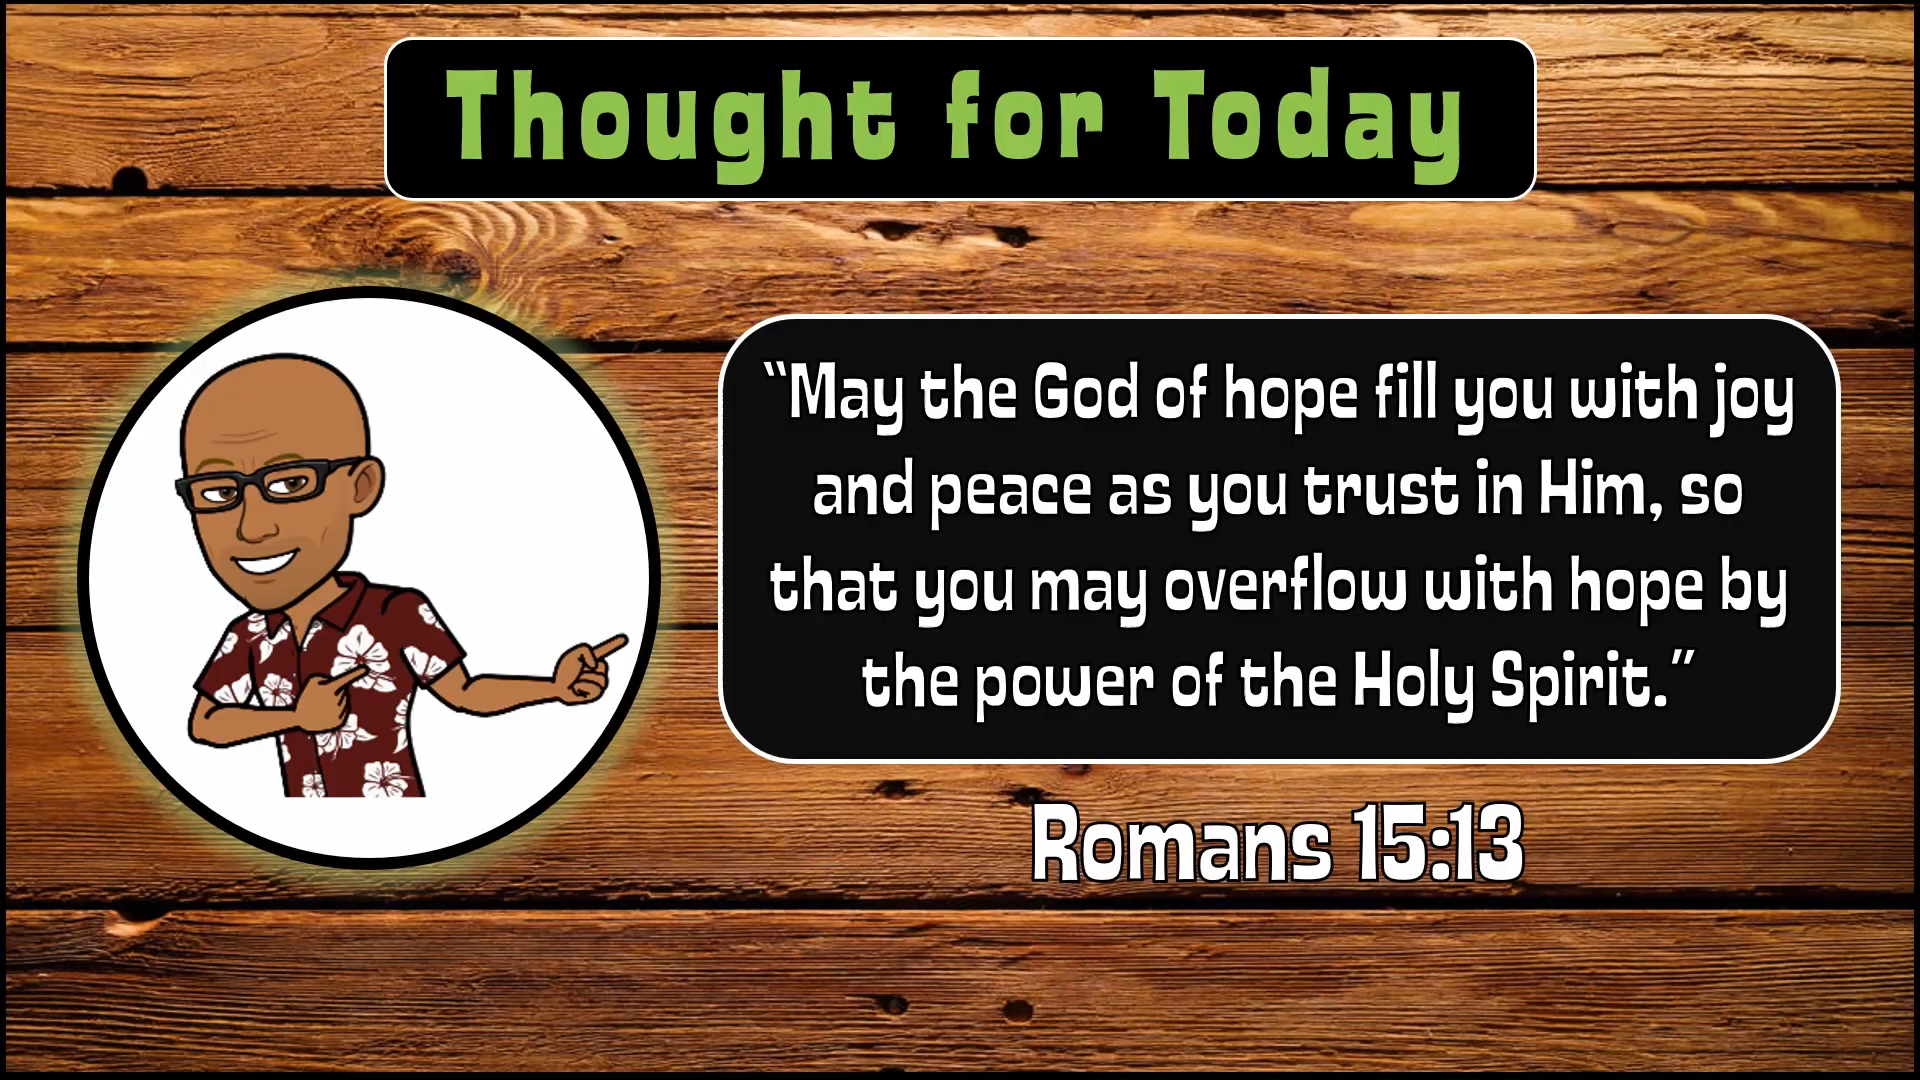 Thought for Today
“May the God of hope fill you with joy
and peace as you trust in Him, so
that you may overflow with hope by
the power of the Holy Spirit.”
Romans 15:13